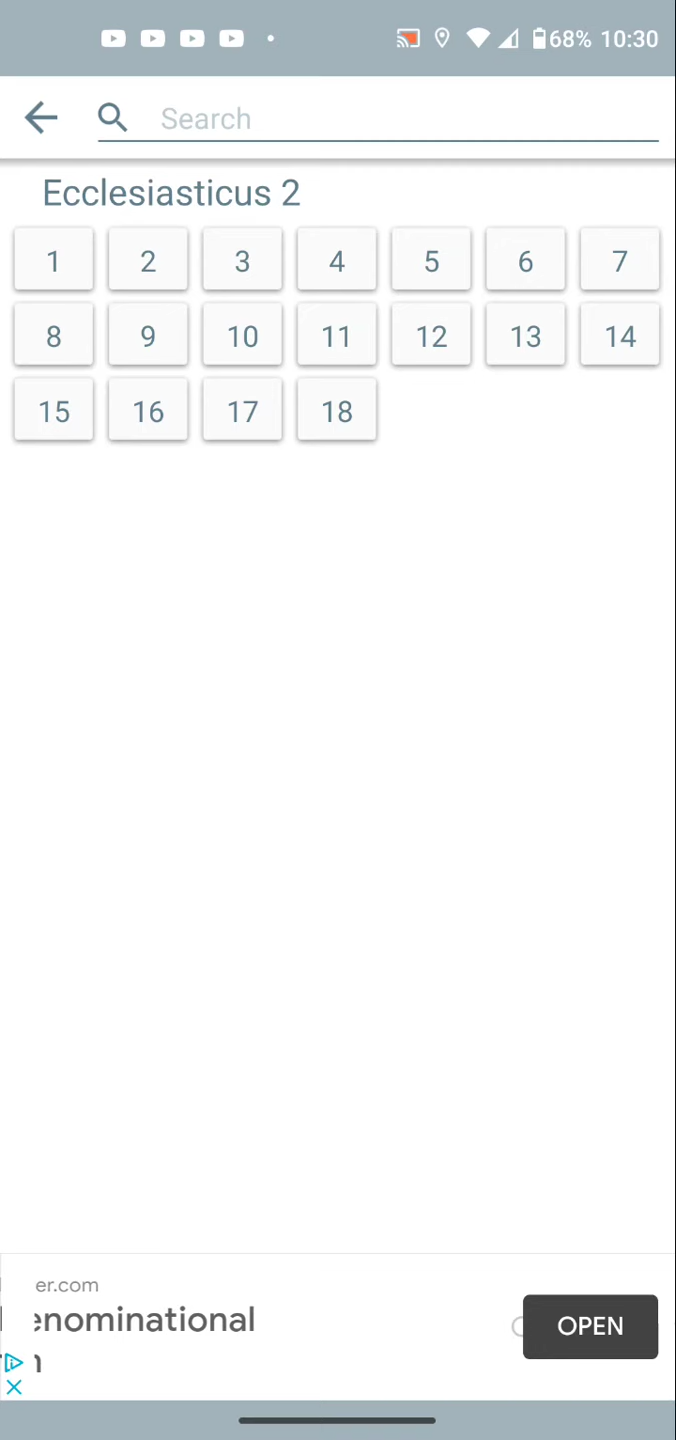 68% 10:30
Search
Ecclesiasticus 2
1 2 3 4 5 6 7
8 9 10 11 12 13 14
15 16 17 18
er.com
enominational
OPEN